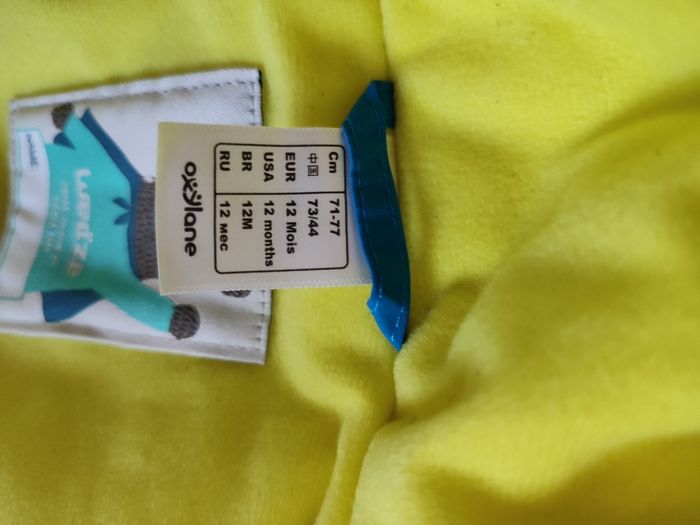 Cm 71-77
中国 73/44
EUR 12 Mois
USA 12 months
BR 12M
RU 12 мес
oxylane
wed'ze